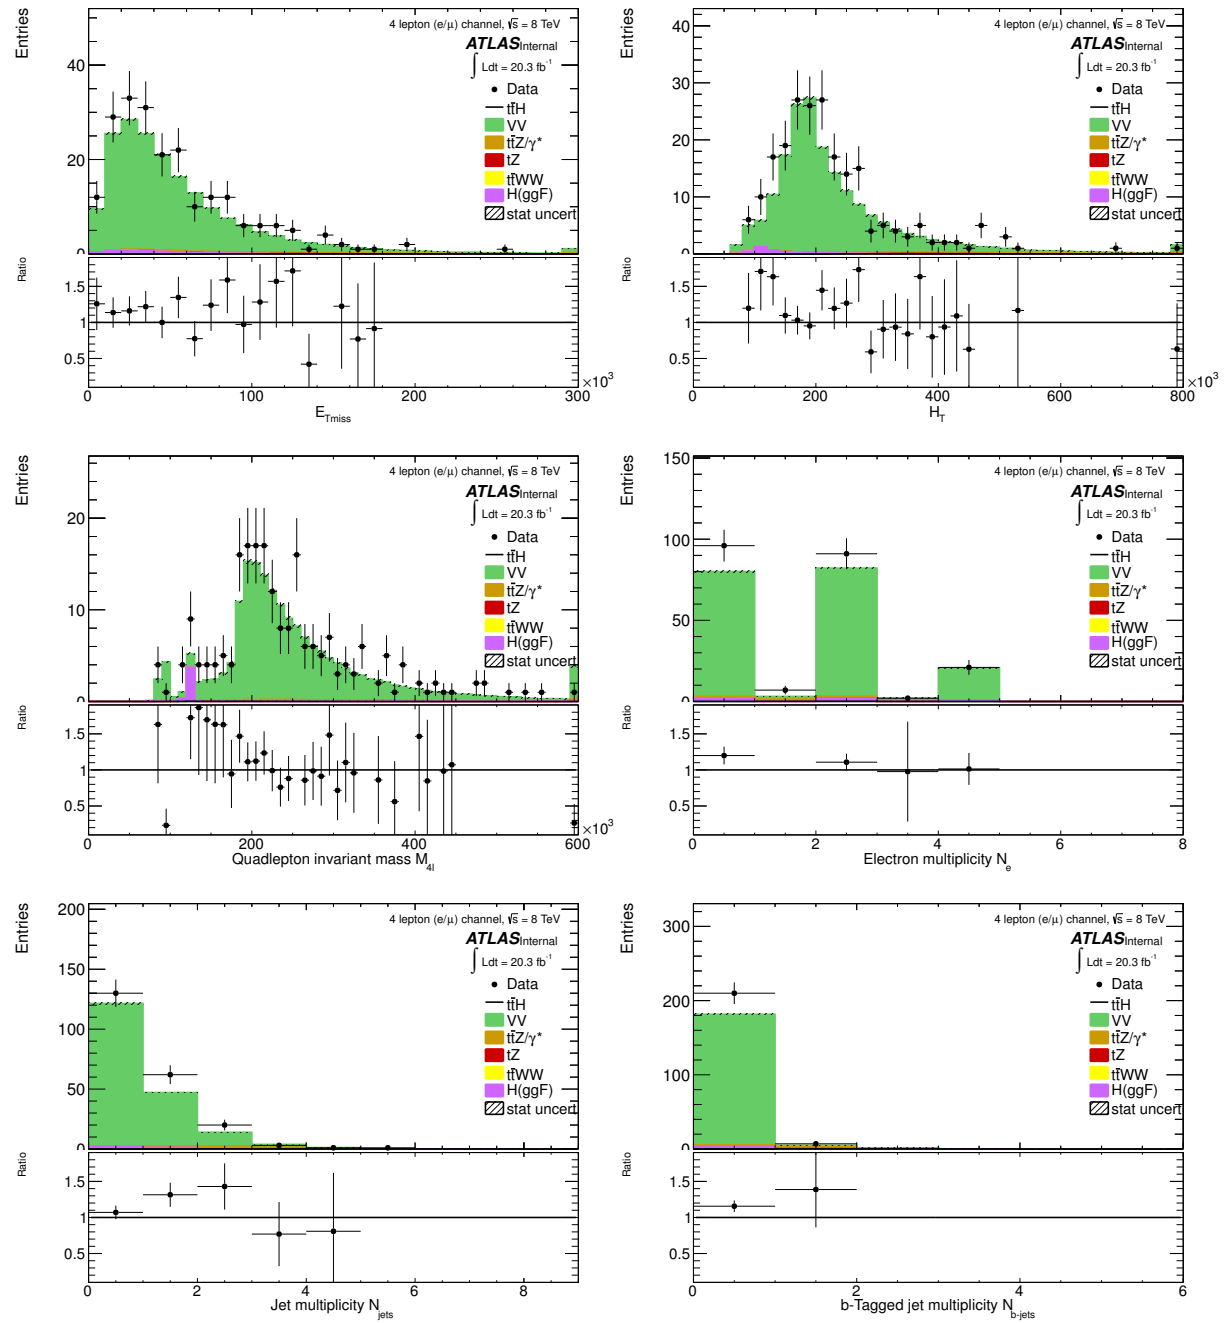 Entries
4 lepton (e/μ) channel, √s = 8 TeV
ATLAS Internal
∫ Ldt = 20.3 fb⁻¹
Data
tt̄H
VV
tt̄Z/γ*
tZ
tt̄WW
H(ggF)
stat uncert
40
20
0
Ratio
1.5
1
0.5
0 100 200 300
×10³
E_Tmiss
Entries
4 lepton (e/μ) channel, √s = 8 TeV
ATLAS Internal
∫ Ldt = 20.3 fb⁻¹
Data
tt̄H
VV
tt̄Z/γ*
tZ
tt̄WW
H(ggF)
stat uncert
40
30
20
10
0
Ratio
1.5
1
0.5
0 200 400 600 800
×10³
H_T
Entries
4 lepton (e/μ) channel, √s = 8 TeV
ATLAS Internal
∫ Ldt = 20.3 fb⁻¹
Data
tt̄H
VV
tt̄Z/γ*
tZ
tt̄WW
H(ggF)
stat uncert
20
10
0
Ratio
1.5
1
0.5
0 200 400 600
×10³
Quadlepton invariant mass M_4l
Entries
4 lepton (e/μ) channel, √s = 8 TeV
ATLAS Internal
∫ Ldt = 20.3 fb⁻¹
Data
tt̄H
VV
tt̄Z/γ*
tZ
tt̄WW
H(ggF)
stat uncert
150
100
50
0
Ratio
1.5
1
0.5
0 2 4 6 8
Electron multiplicity N_e
Entries
4 lepton (e/μ) channel, √s = 8 TeV
ATLAS Internal
∫ Ldt = 20.3 fb⁻¹
Data
tt̄H
VV
tt̄Z/γ*
tZ
tt̄WW
H(ggF)
stat uncert
200
150
100
50
0
Ratio
1.5
1
0.5
0 2 4 6 8
Jet multiplicity N_jets
Entries
4 lepton (e/μ) channel, √s = 8 TeV
ATLAS Internal
∫ Ldt = 20.3 fb⁻¹
Data
tt̄H
VV
tt̄Z/γ*
tZ
tt̄WW
H(ggF)
stat uncert
300
200
100
0
Ratio
1.5
1
0.5
0 2 4 6
b-Tagged jet multiplicity N_b-jets